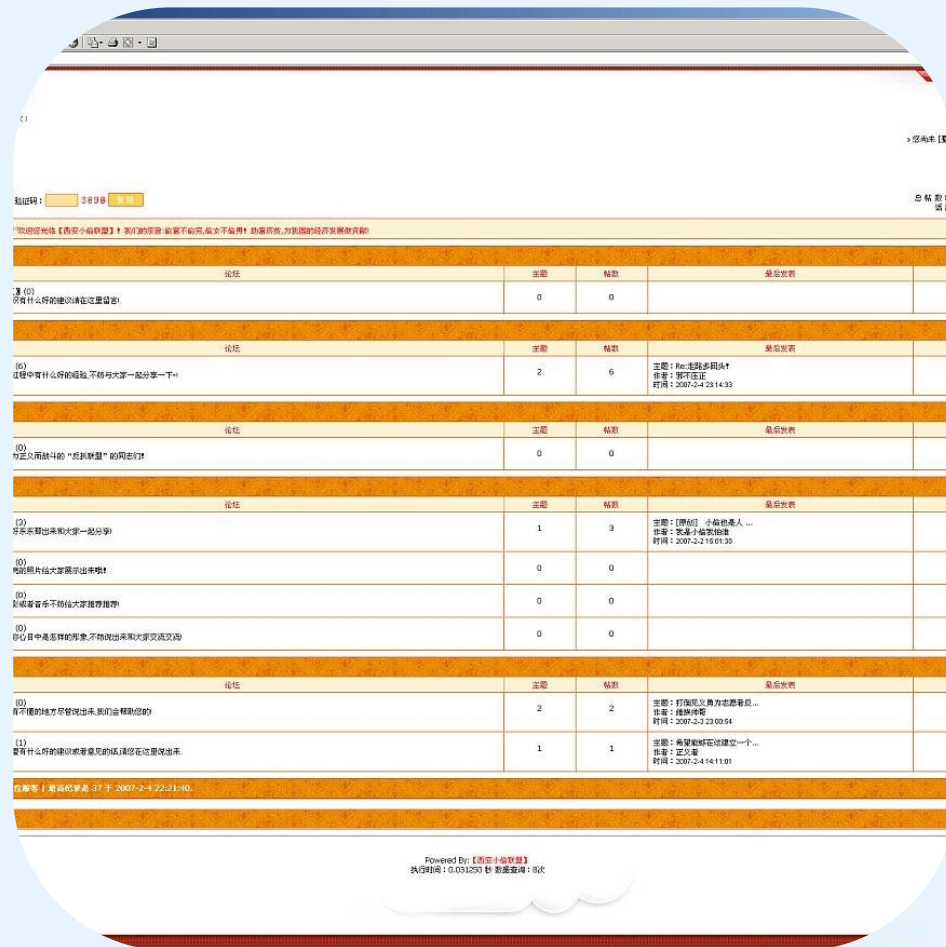 » 您尚未【
验证码： 3898 登 陆
总 帖 数：
欢迎您光临【西安小偷联盟】！我们的宗旨:偷富不偷穷,偷女不偷男！ 劫富济贫,为我国的经济发展做贡献!
论坛 主题 帖数 最后发表
(0) 0 0
有什么好的建议请在这里留言!
论坛 主题 帖数 最后发表
(6) 2 6 主题：Re:走路多回头!
过程中有什么好的经验,不妨与大家一起分享一下~! 作者：邪不压正
时间：2007-2-4 23:14:33
论坛 主题 帖数 最后发表
(0) 0 0
为正义而战斗的“反扒联盟”的同志们!
论坛 主题 帖数 最后发表
(3) 1 3 主题：[原创] 小偷也是人 ...
好东东那出来和大家一起分享! 作者：我是小偷我怕谁
时间：2007-2-2 15:01:38
(0) 0 0
的照片给大家展示出来哦!
(0) 0 0
影或者音乐不妨给大家推荐推荐!
(0) 0 0
心目中是怎样的形象,不妨说出来和大家交流交流!
论坛 主题 帖数 最后发表
(0) 2 2 主题：打倒见义勇为志愿者反...
有不懂的地方尽管说出来,我们会帮助您的! 作者：
时间：2007-2-3 23:08:54
(1) 1 1 主题：希望能够在这建立一个...
有什么好的建议或者意见的话,请您在这里说出来. 作者：正义者
时间：2007-2-4 14:11:01
位游客 | 最高纪录是 37 于 2007-2-4 22:21:40.
Powered By:【西安小偷联盟】
执行时间：0.031250 秒 数据查询：8次